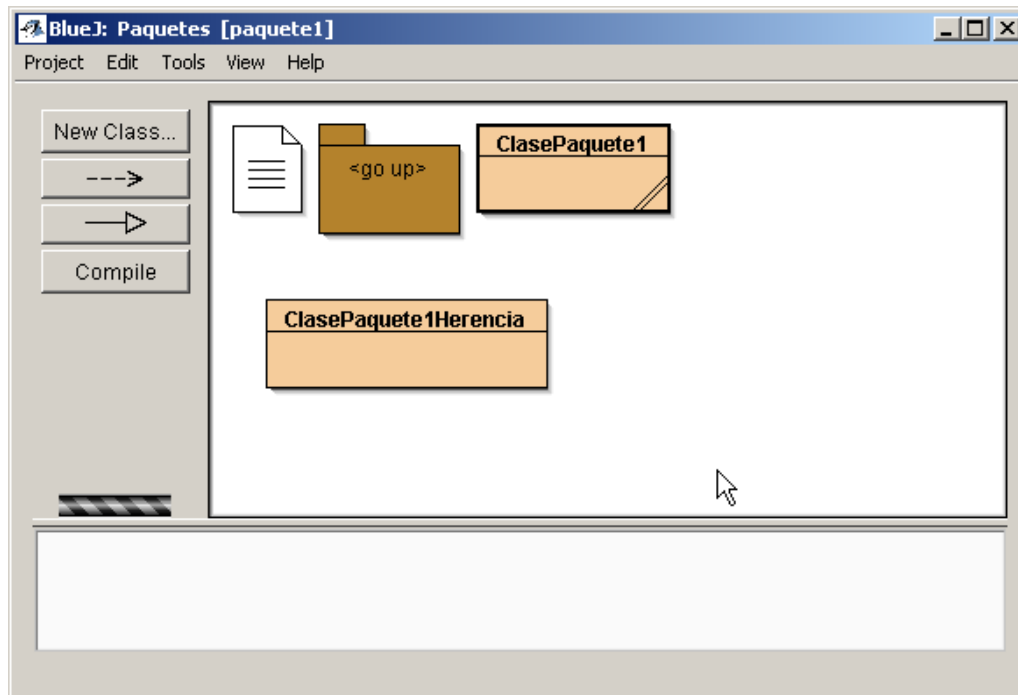 BlueJ: Paquetes [paquete1]
Project Edit Tools View Help
New Class...
Compile
<go up>
ClasePaquete1
ClasePaquete1Herencia